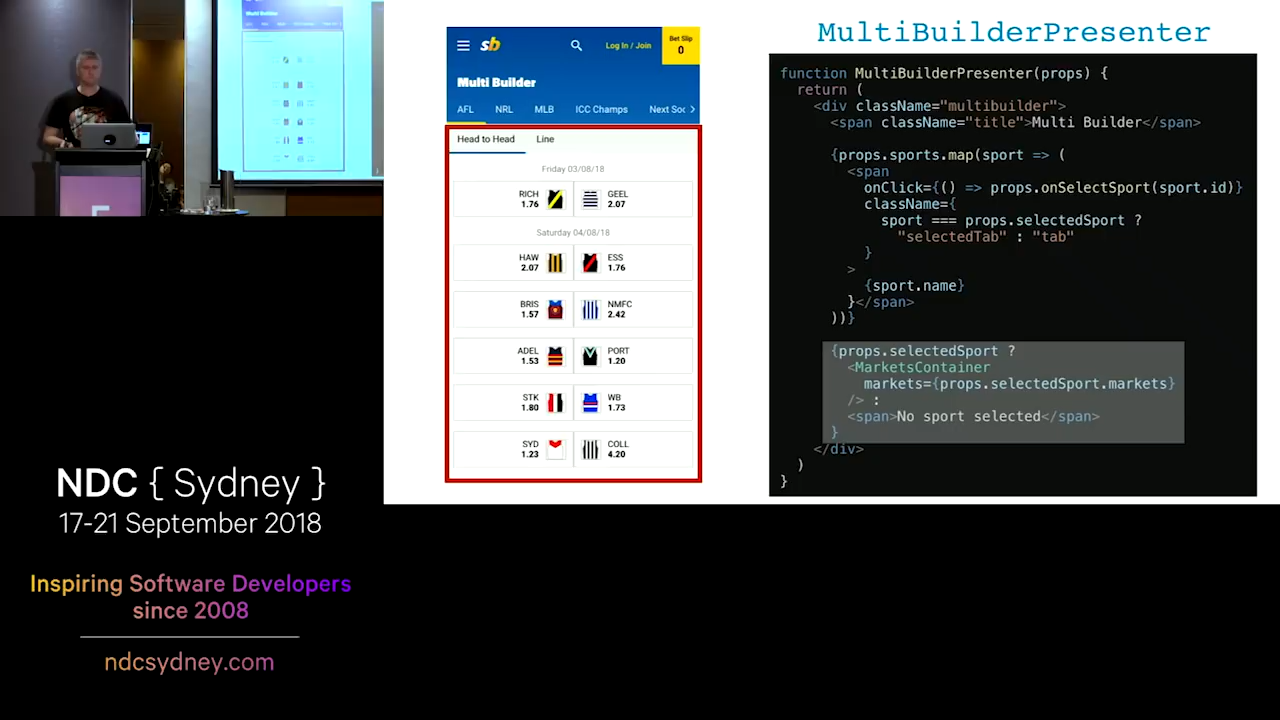 MultiBuilderPresenter
sb
Log In / Join
Bet Slip
0
Multi Builder
AFL NRL MLB ICC Champs Next Soc
Head to Head Line
Friday 03/08/18
RICH GEEL
1.76 2.07
Saturday 04/08/18
HAW ESS
2.07 1.76
BRIS NMFC
1.57 2.42
ADEL PORT
1.53 1.20
STK WB
1.80 1.73
SYD COLL
1.23 4.20
function MultiBuilderPresenter(props) {
return (
<div className="multibuilder">
<span className="title">Multi Builder</span>
{props.sports.map(sport => (
<span
onClick={() => props.onSelectSport(sport.id)}
className={
sport === props.selectedSport ?
"selectedTab" : "tab"
}
>
{sport.name}
}</span>
))}
{props.selectedSport ?
<MarketsContainer
markets={props.selectedSport.markets}
/> :
<span>No sport selected</span>
}
</div>
)
}
NDC { Sydney }
17-21 September 2018
Inspiring Software Developers
since 2008
ndcsydney.com